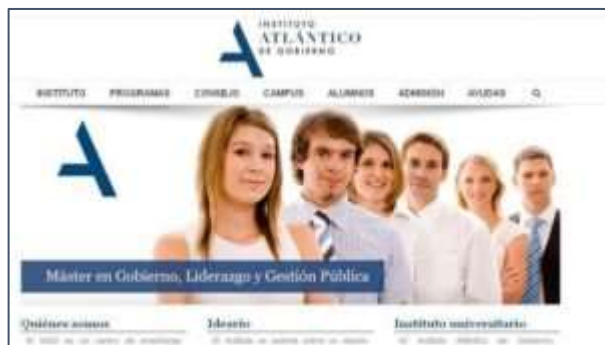 INSTITUTO
ATLÁNTICO
DE GOBIERNO
INSTITUTO PROGRAMAS CONSEJO CAMPUS ALUMNOS ADMISIÓN AYUDAS
Máster en Gobierno, Liderazgo y Gestión Pública
Quiénes somos Ideario Instituto universitario